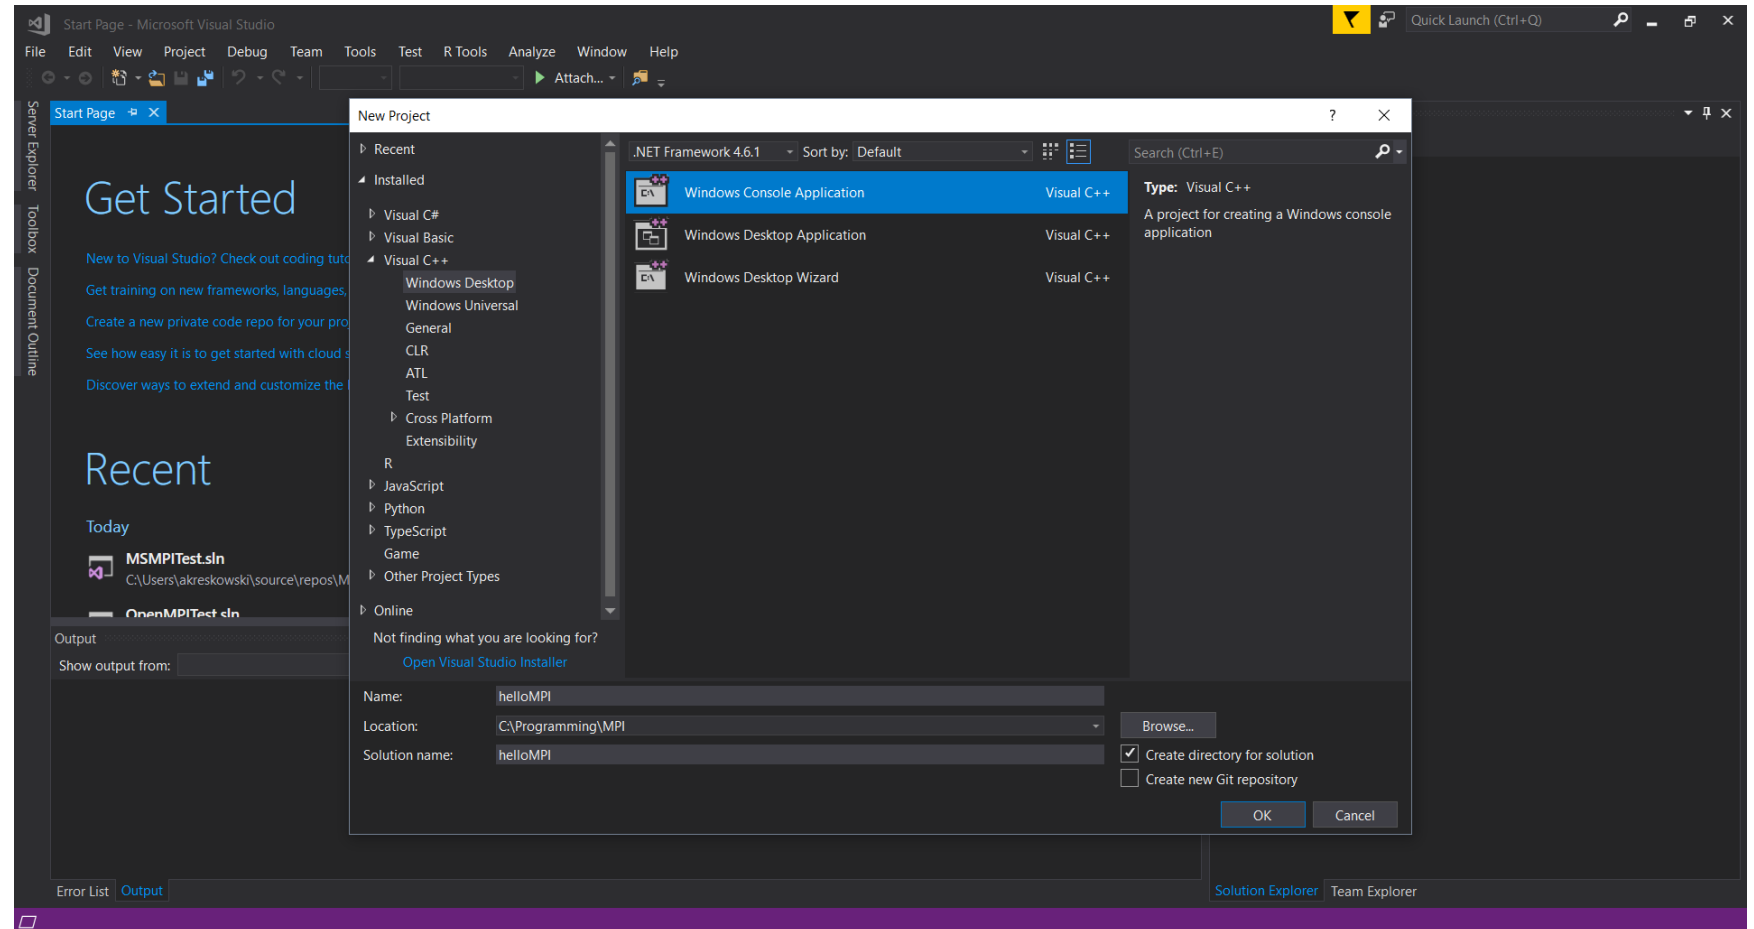 Start Page - Microsoft Visual Studio
Quick Launch (Ctrl+Q)
File Edit View Project Debug Team Tools Test R Tools Analyze Window Help
Attach...
Server Explorer
Toolbox
Document Outline
Start Page
Get Started
New to Visual Studio? Check out coding tuto
Get training on new frameworks, languages,
Create a new private code repo for your proj
See how easy it is to get started with cloud s
Discover ways to extend and customize the I
Recent
Today
MSMPITest.sln
C:\Users\akreskowski\source\repos\M
OpenMPITest.sln
Output
Show output from:
Error List Output
New Project
?
Recent
Installed
Visual C#
Visual Basic
Visual C++
Windows Desktop
Windows Universal
General
CLR
ATL
Test
Cross Platform
Extensibility
R
JavaScript
Python
TypeScript
Game
Other Project Types
Online
Not finding what you are looking for?
Open Visual Studio Installer
.NET Framework 4.6.1 Sort by: Default
Windows Console Application Visual C++
Windows Desktop Application Visual C++
Windows Desktop Wizard Visual C++
Search (Ctrl+E)
Type: Visual C++
A project for creating a Windows console
application
Name: helloMPI
Location: C:\Programming\MPI
Browse...
Solution name: helloMPI
Create directory for solution
Create new Git repository
OK Cancel
Solution Explorer Team Explorer